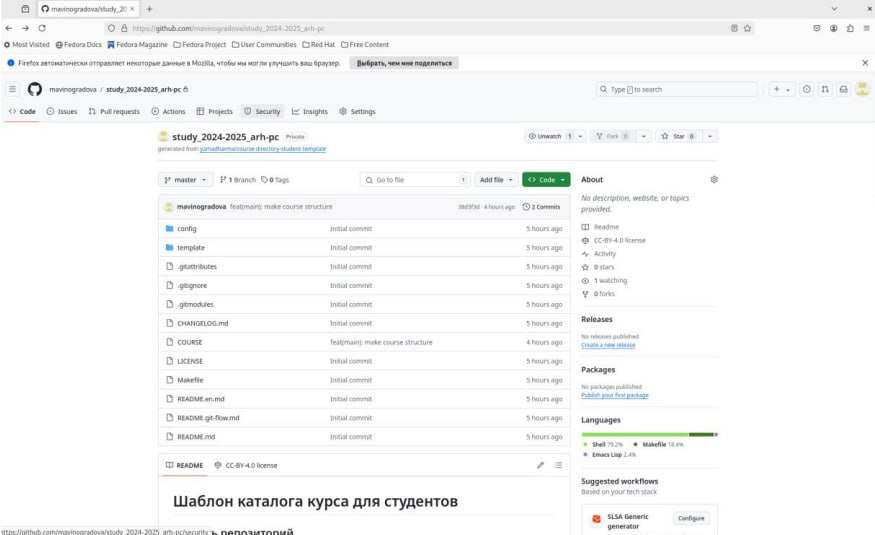 mavinogradova/study_20 × +
https://github.com/mavinogradova/study_2024-2025_arh-pc
Most Visited Fedora Docs Fedora Magazine Fedora Project User Communities Red Hat Free Content
Firefox автоматически отправляет некоторые данные в Mozilla, чтобы мы могли улучшить ваш браузер. Выбрать, чем мне поделиться
mavinogradova / study_2024-2025_arh-pc
Type / to search
Code Issues Pull requests Actions Projects Security Insights Settings
study_2024-2025_arh-pc Private
Unwatch 1 Fork 0 Star 0
generated from yamadharma/course-directory-student-template
master 1 Branch 0 Tags Go to file t Add file Code
mavinogradova feat(main): make course structure 38d3f3d · 4 hours ago 2 Commits
config Initial commit 5 hours ago
template Initial commit 5 hours ago
.gitattributes Initial commit 5 hours ago
.gitignore Initial commit 5 hours ago
.gitmodules Initial commit 5 hours ago
CHANGELOG.md Initial commit 5 hours ago
COURSE feat(main): make course structure 4 hours ago
LICENSE Initial commit 5 hours ago
Makefile Initial commit 5 hours ago
README.en.md Initial commit 5 hours ago
README.git-flow.md Initial commit 5 hours ago
README.md Initial commit 5 hours ago
README CC-BY-4.0 license
Шаблон каталога курса для студентов
репозиторий
About
No description, website, or topics
provided.
Readme
CC-BY-4.0 license
Activity
0 stars
1 watching
0 forks
Releases
No releases published
Create a new release
Packages
No packages published
Publish your first package
Languages
Shell 79.2% Makefile 18.4%
Emacs Lisp 2.4%
Suggested workflows
Based on your tech stack
SLSA Generic
generator
Configure
https://github.com/mavinogradova/study_2024-2025_arh-pc/security